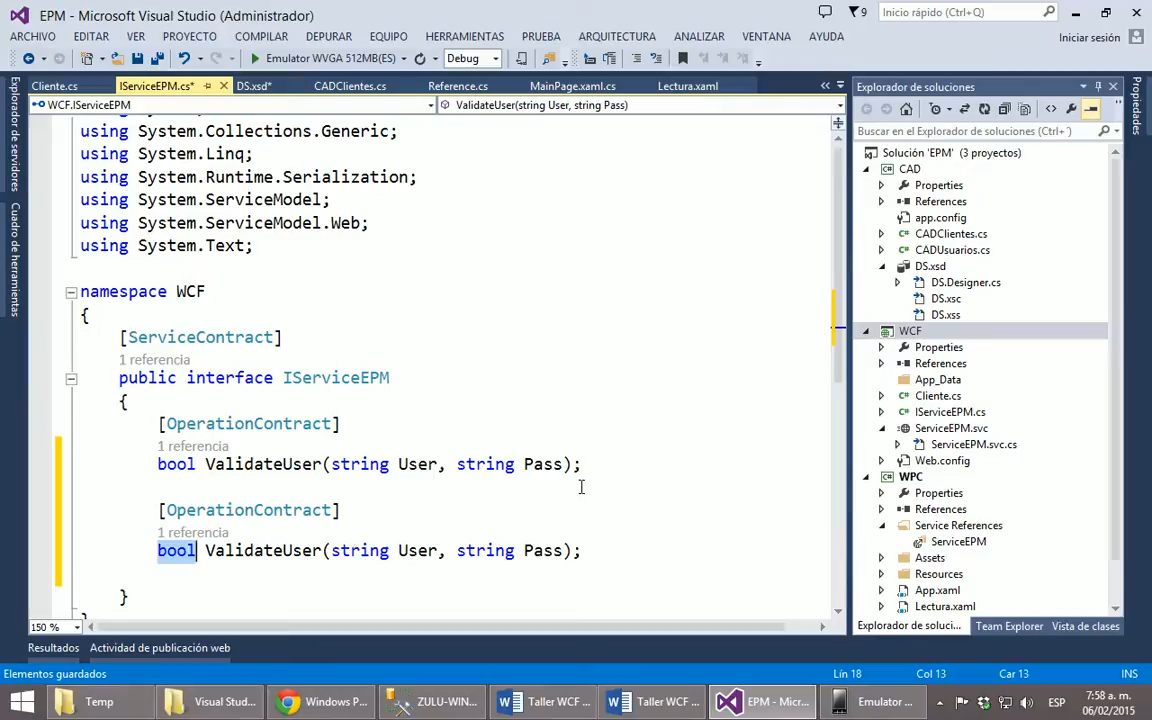 EPM - Microsoft Visual Studio (Administrador)
9
Inicio rápido (Ctrl+Q)
ARCHIVO EDITAR VER PROYECTO COMPILAR DEPURAR EQUIPO HERRAMIENTAS PRUEBA ARQUITECTURA ANALIZAR VENTANA AYUDA
Iniciar sesión
Emulator WVGA 512MB(ES) Debug
Cliente.cs IServiceEPM.cs* DS.xsd* CADClientes.cs Reference.cs MainPage.xaml.cs Lectura.xaml
WCF.IServiceEPM ValidateUser(string User, string Pass)
Explorador de servidores
Cuadro de herramientas
using System.Collections.Generic;
using System.Linq;
using System.Runtime.Serialization;
using System.ServiceModel;
using System.ServiceModel.Web;
using System.Text;
namespace WCF
{
[ServiceContract]
1 referencia
public interface IServiceEPM
{
[OperationContract]
1 referencia
bool ValidateUser(string User, string Pass);
[OperationContract]
1 referencia
bool ValidateUser(string User, string Pass);
}
150 %
Explorador de soluciones
Buscar en el Explorador de soluciones (Ctrl+
Solución 'EPM' (3 proyectos)
CAD
Properties
References
app.config
CADClientes.cs
CADUsuarios.cs
DS.xsd
DS.Designer.cs
DS.xsc
DS.xss
WCF
Properties
References
App_Data
Cliente.cs
IServiceEPM.cs
ServiceEPM.svc
ServiceEPM.svc.cs
Web.config
WPC
Properties
References
Service References
ServiceEPM
Assets
Resources
App.xaml
Lectura.xaml
Explorador de soluci... Team Explorer Vista de clases
Propiedades
Resultados Actividad de publicación web
Elementos guardados Lín 18 Col 13 Car 13 INS
Temp Visual Stud... Windows P... ZULU-WIN... Taller WCF ... Taller WCF ... EPM - Micr... Emulator ... ESP
7:58 a. m.
06/02/2015